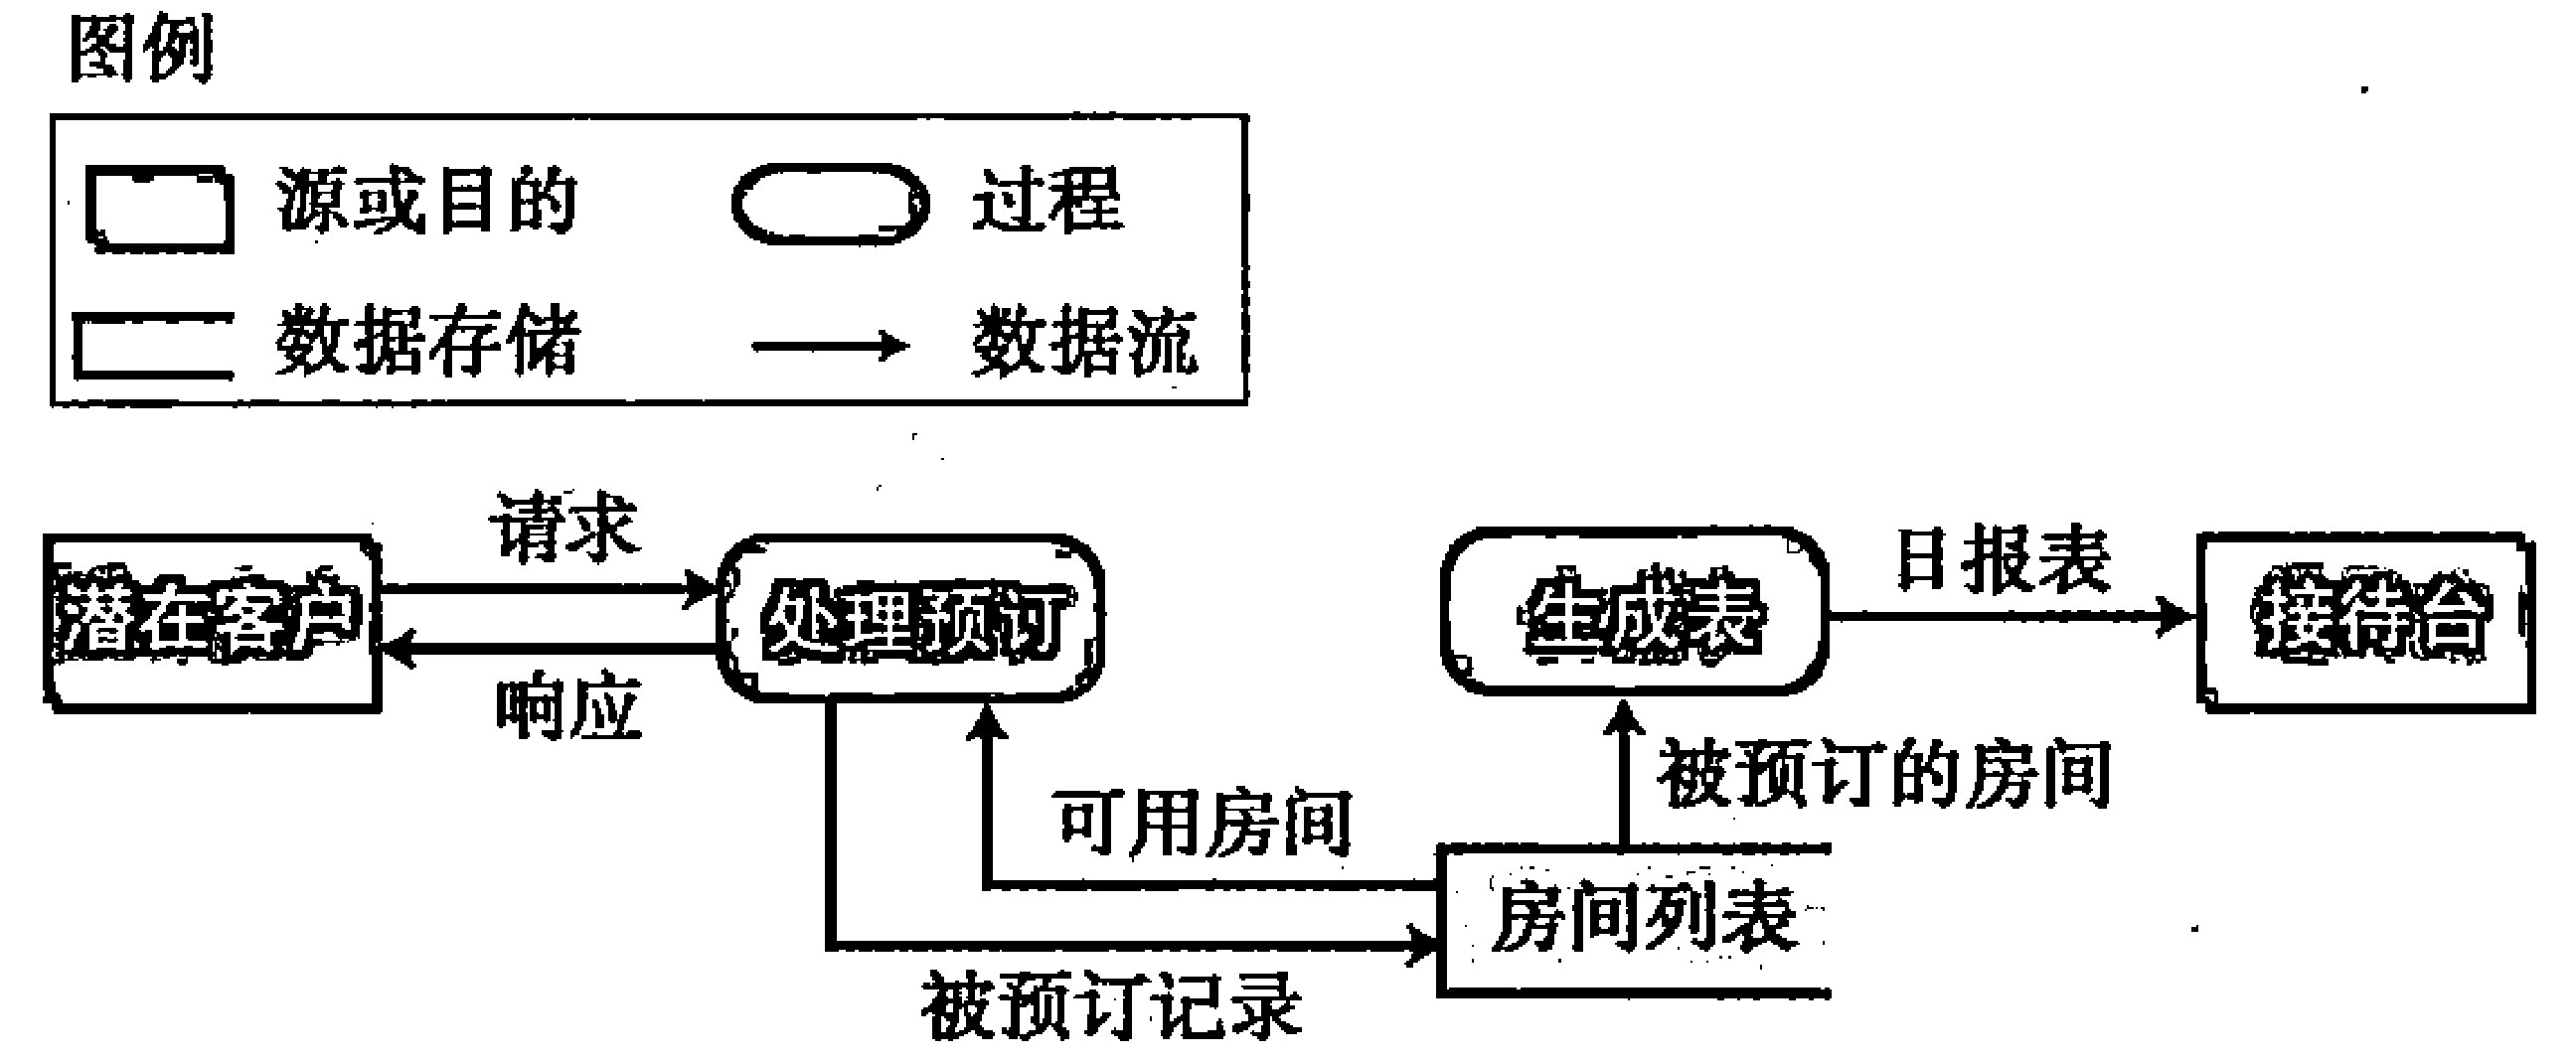 图例
源或目的 过程
数据存储 数据流
请求
响应
潜在客户
处理预订
生成表
日报表
接待台
可用房间
被预订的房间
房间列表
被预订记录